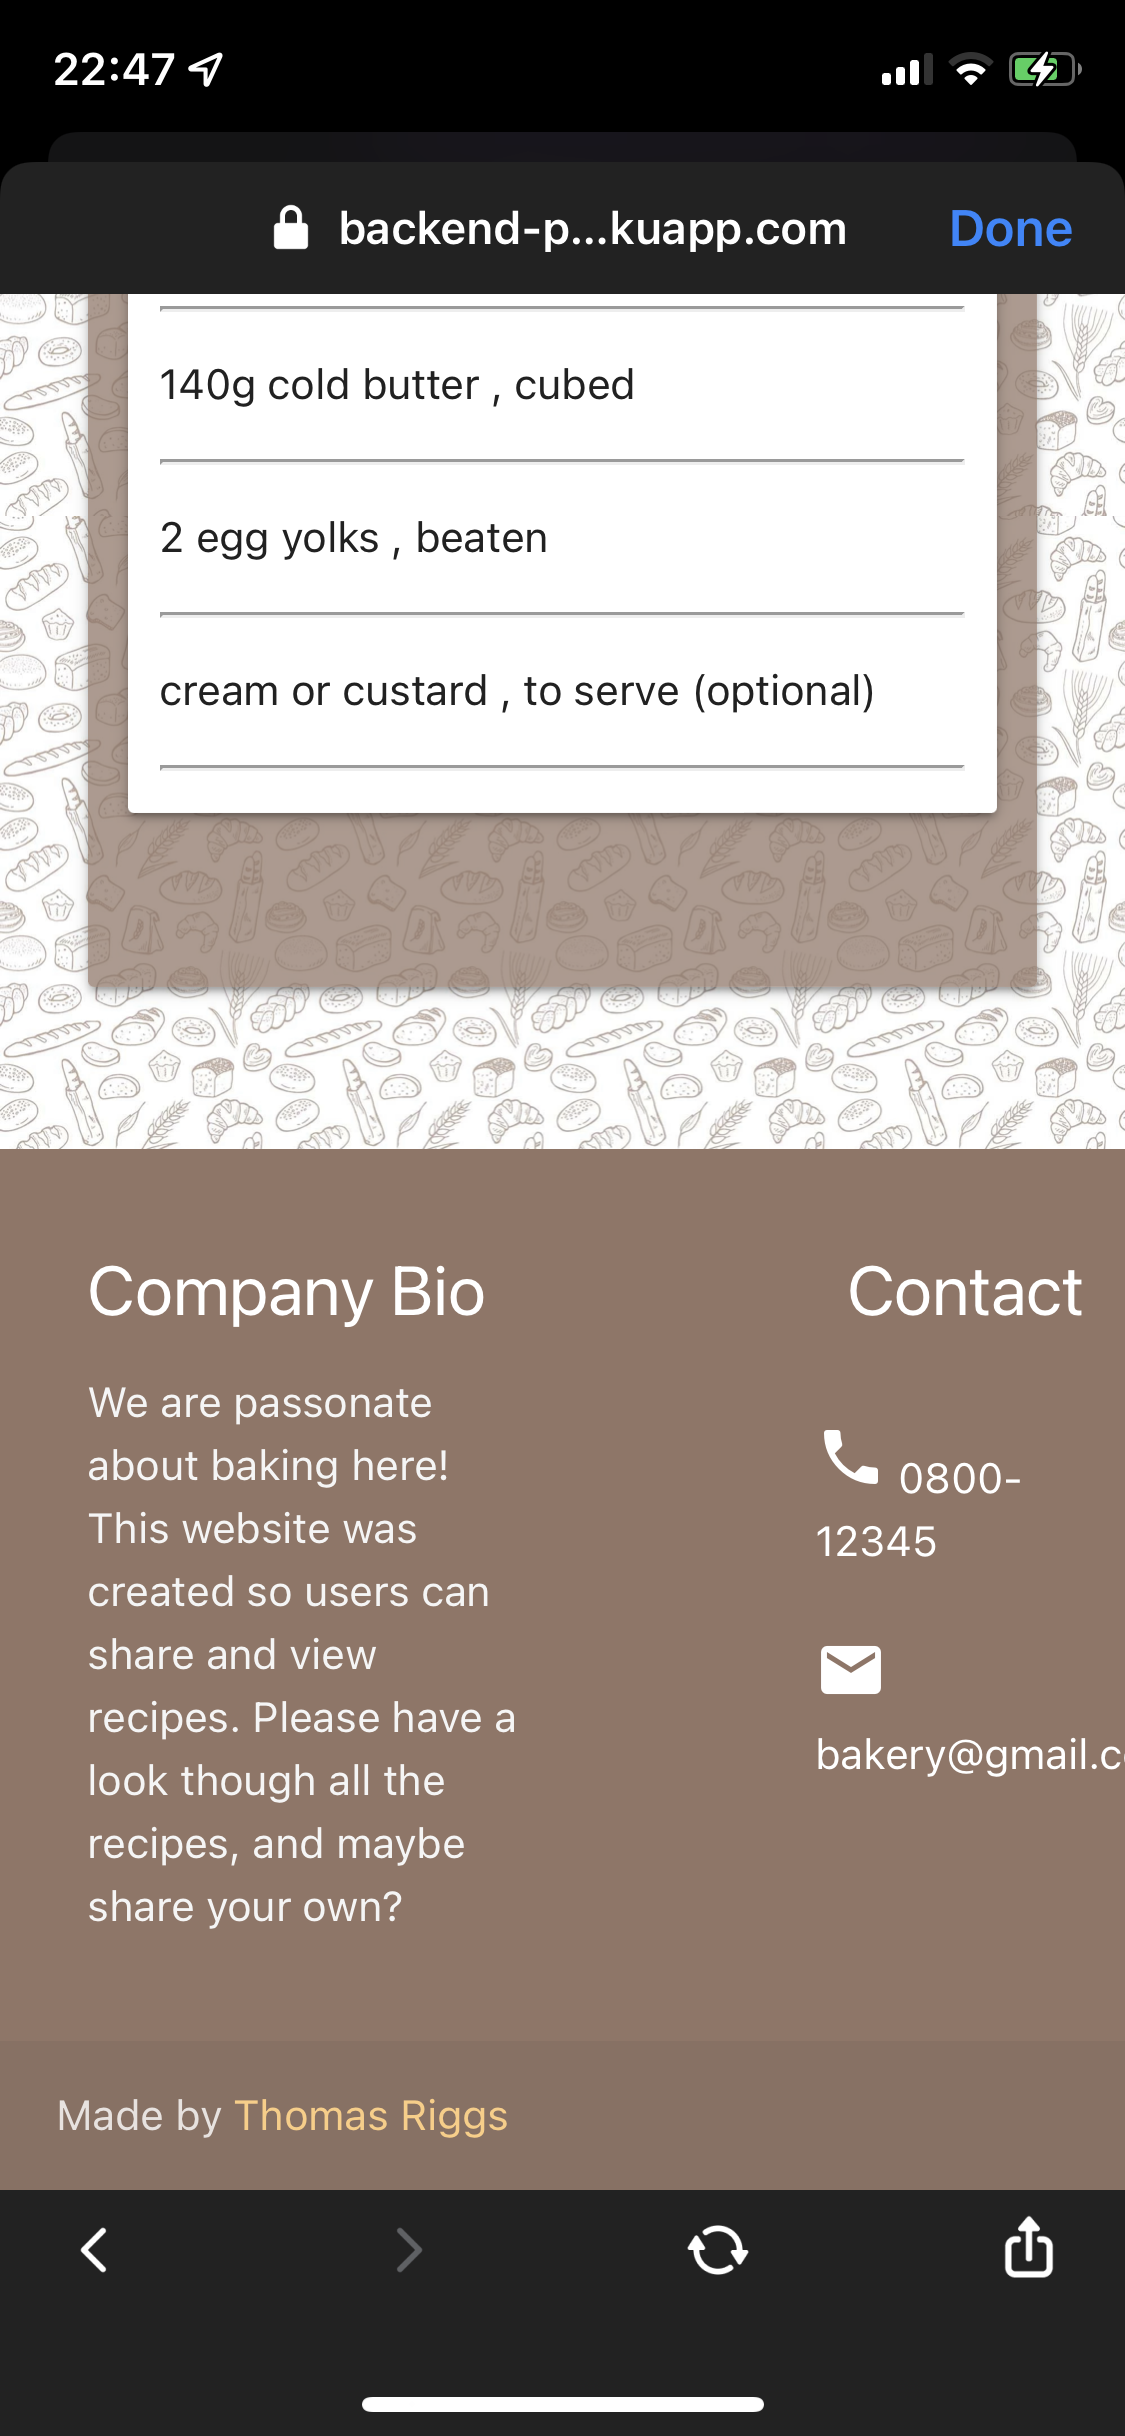 22:47
backend-p...kuapp.com
Done
140g cold butter , cubed
2 egg yolks , beaten
cream or custard , to serve (optional)
Company Bio
We are passonate
about baking here!
This website was
created so users can
share and view
recipes. Please have a
look though all the
recipes, and maybe
share your own?
Contact
0800-
12345
bakery@gmail.c
Made by Thomas Riggs